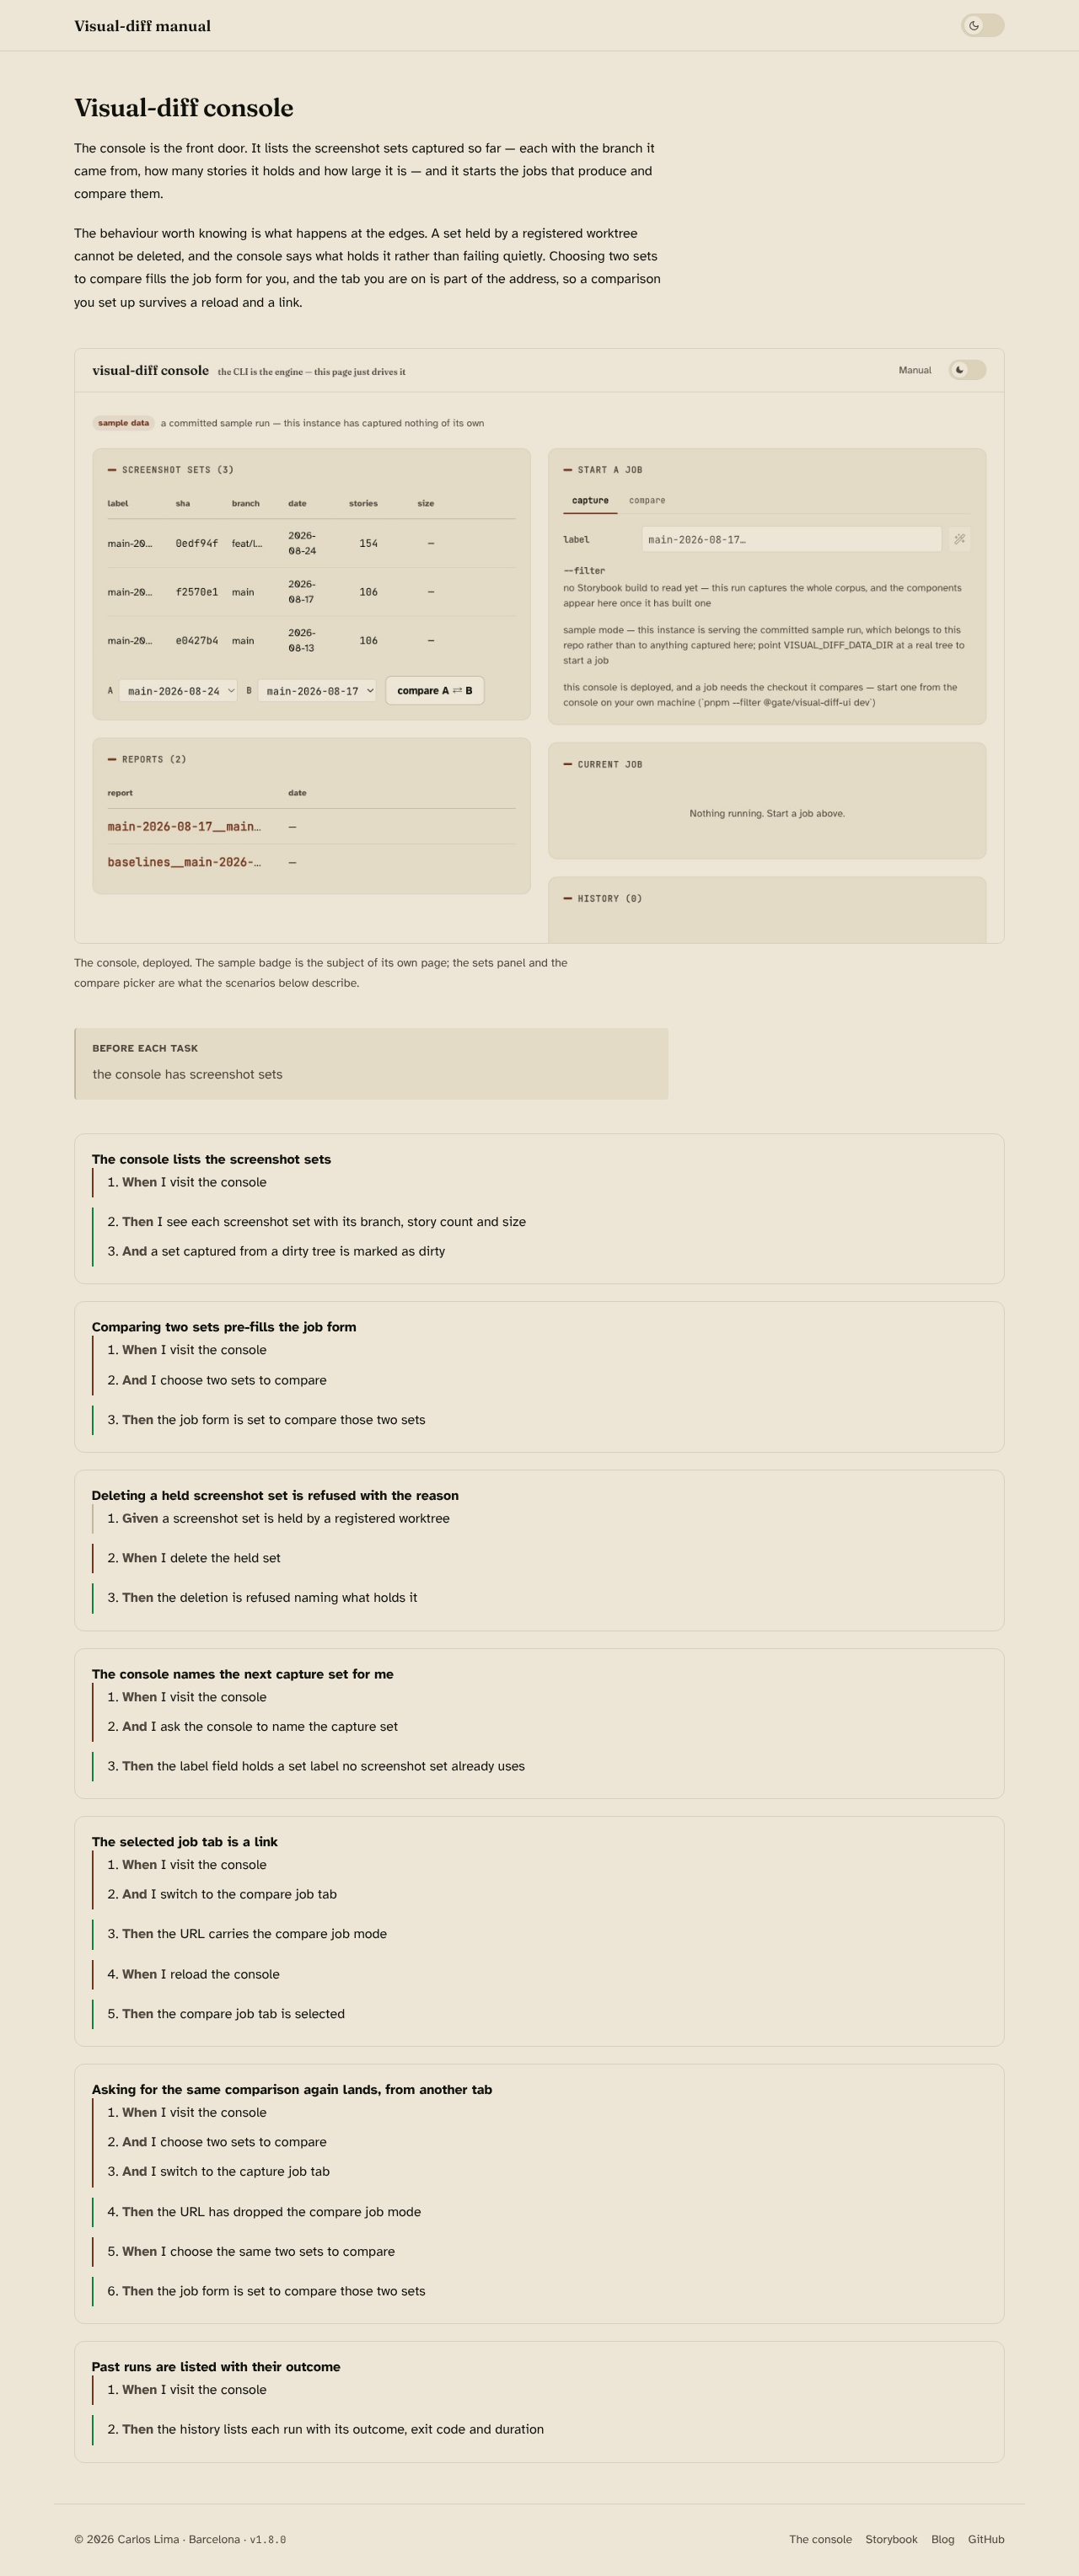 Visual-diff manual
Visual-diff console
The console is the front door. It lists the screenshot sets captured so far — each with the branch it
came from, how many stories it holds and how large it is — and it starts the jobs that produce and
compare them.
The behaviour worth knowing is what happens at the edges. A set held by a registered worktree
cannot be deleted, and the console says what holds it rather than failing quietly. Choosing two sets
to compare fills the job form for you, and the tab you are on is part of the address, so a comparison
you set up survives a reload and a link.
visual-diff console the CLI is the engine — this page just drives it Manual
sample data a committed sample run — this instance has captured nothing of its own
SCREENSHOT SETS (3)
label sha branch date stories size
main-20… 0edf94f feat/l… 2026-08-24 154 —
main-20… f2570e1 main 2026-08-17 106 —
main-20… e0427b4 main 2026-08-13 106 —
A main-2026-08-24 B main-2026-08-17 compare A ⇄ B
REPORTS (2)
report date
main-2026-08-17__main… —
baselines__main-2026-… —
START A JOB
capture compare
label main-2026-08-17…
--filter
no Storybook build to read yet — this run captures the whole corpus, and the components
appear here once it has built one
sample mode — this instance is serving the committed sample run, which belongs to this
repo rather than to anything captured here; point VISUAL_DIFF_DATA_DIR at a real tree to
start a job
this console is deployed, and a job needs the checkout it compares — start one from the
console on your own machine (`pnpm --filter @gate/visual-diff-ui dev`)
CURRENT JOB
Nothing running. Start a job above.
HISTORY (0)
The console, deployed. The sample badge is the subject of its own page; the sets panel and the
compare picker are what the scenarios below describe.
BEFORE EACH TASK
the console has screenshot sets
The console lists the screenshot sets
1. When I visit the console
2. Then I see each screenshot set with its branch, story count and size
3. And a set captured from a dirty tree is marked as dirty
Comparing two sets pre-fills the job form
1. When I visit the console
2. And I choose two sets to compare
3. Then the job form is set to compare those two sets
Deleting a held screenshot set is refused with the reason
1. Given a screenshot set is held by a registered worktree
2. When I delete the held set
3. Then the deletion is refused naming what holds it
The console names the next capture set for me
1. When I visit the console
2. And I ask the console to name the capture set
3. Then the label field holds a set label no screenshot set already uses
The selected job tab is a link
1. When I visit the console
2. And I switch to the compare job tab
3. Then the URL carries the compare job mode
4. When I reload the console
5. Then the compare job tab is selected
Asking for the same comparison again lands, from another tab
1. When I visit the console
2. And I choose two sets to compare
3. And I switch to the capture job tab
4. Then the URL has dropped the compare job mode
5. When I choose the same two sets to compare
6. Then the job form is set to compare those two sets
Past runs are listed with their outcome
1. When I visit the console
2. Then the history lists each run with its outcome, exit code and duration
© 2026 Carlos Lima · Barcelona · v1.8.0
The console Storybook Blog GitHub